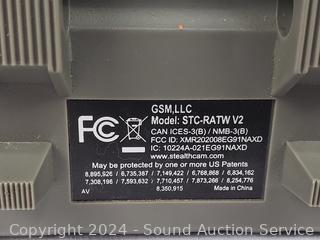 GSM,LLC
Model: STC-RATW V2
FC
CAN ICES-3(B) / NMB-3(B)
FCC ID: XMR202008EG91NAXD
IC: 10224A-021EG91NAXD
www.stealthcam.com
May be protected by one or more US Patents
8,895,926 / 6,735,387 / 7,149,422 / 6,768,868 / 6,834,162
7,308,196 / 7,593,632 / 7,710,457 / 7,873,266 / 8,254,776
AV 8,350,915 Made in China
Copyright 2024 - Sound Auction Service